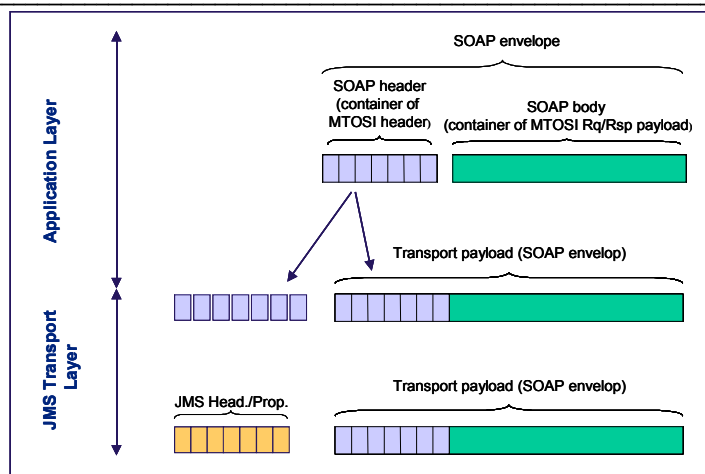 SOAP envelope
SOAP header
(container of
MTOSI header)
SOAP body
(container of MTOSI Rq/Rsp payload)
Application Layer
Transport payload (SOAP envelop)
JMS Transport
Layer
JMS Head./Prop.
Transport payload (SOAP envelop)